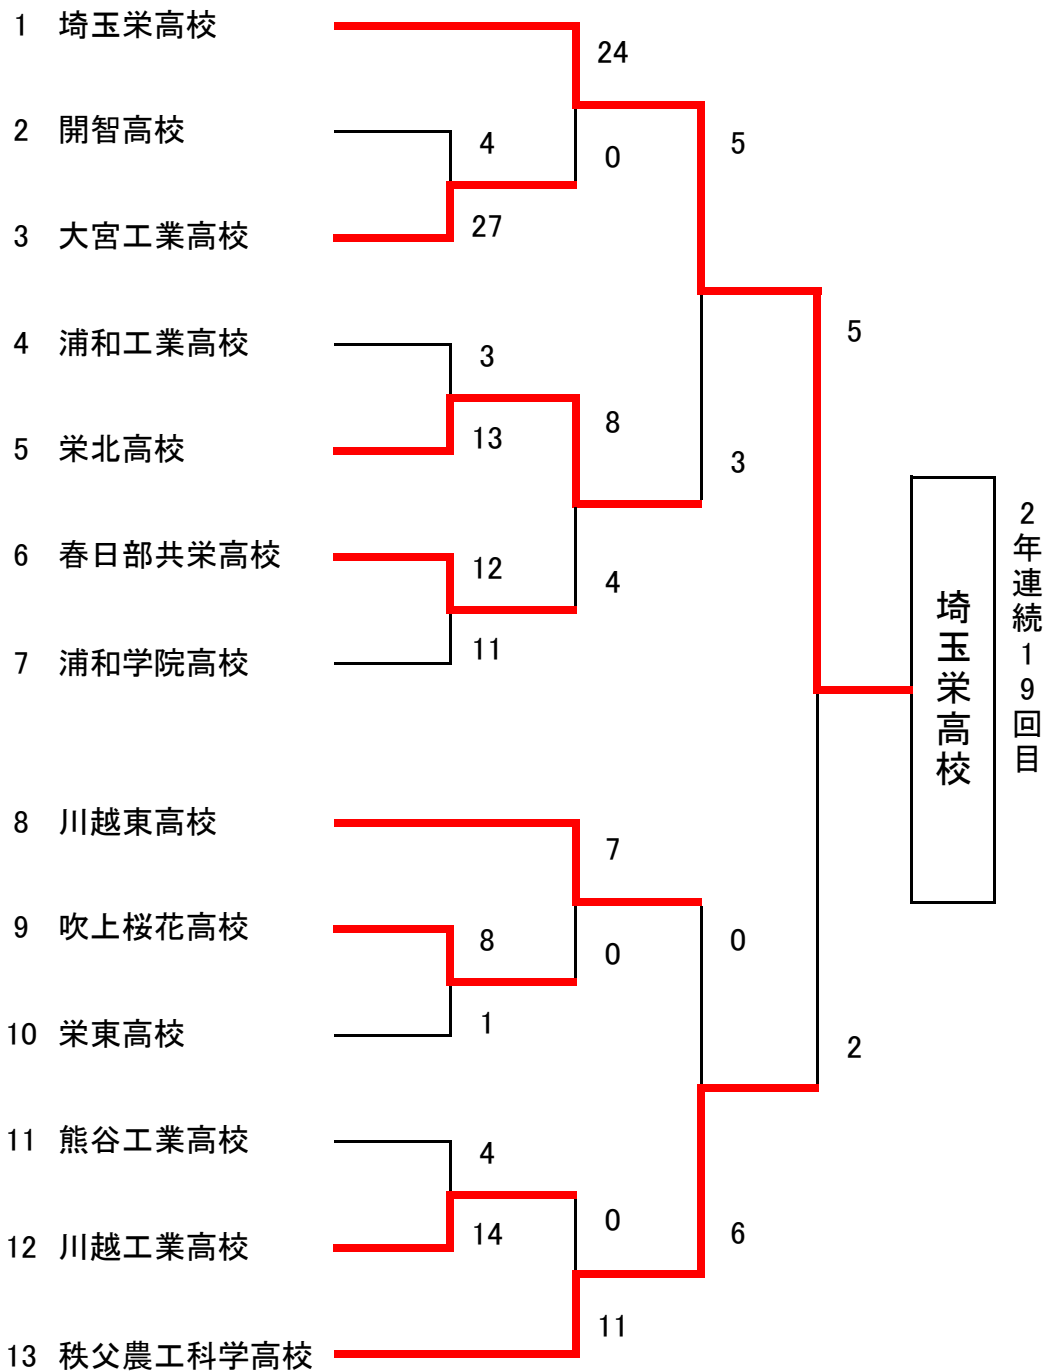 1 埼玉栄高校
24
2 開智高校
4
0
5
3 大宮工業高校
27
4 浦和工業高校
3
5
5 栄北高校
13
8
3
6 春日部共栄高校
12
4
7 浦和学院高校
11
埼玉栄高校
2年連続19回目
8 川越東高校
7
9 吹上桜花高校
8
0
0
10 栄東高校
1
2
11 熊谷工業高校
4
12 川越工業高校
14
0
6
13 秩父農工科学高校
11